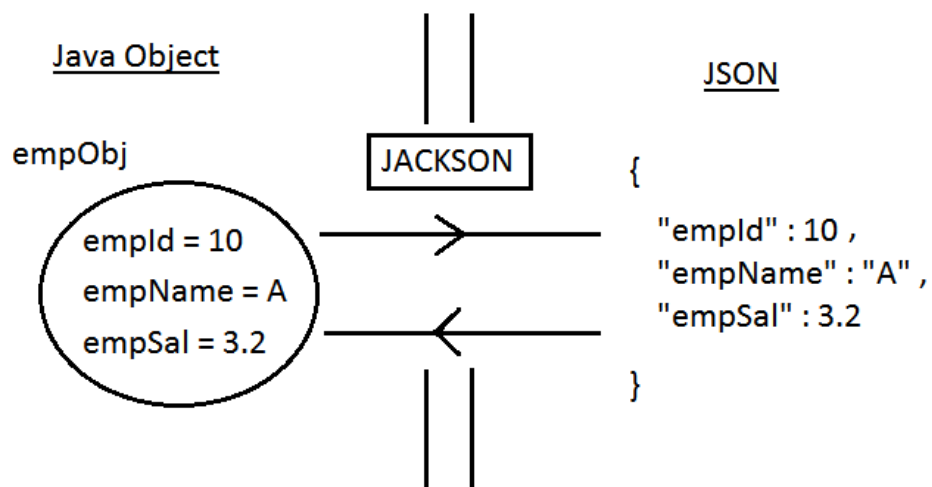 Java Object
empObj
empId = 10
empName = A
empSal = 3.2
JACKSON
JSON
{
"empId" : 10 ,
"empName" : "A" ,
"empSal" : 3.2
}